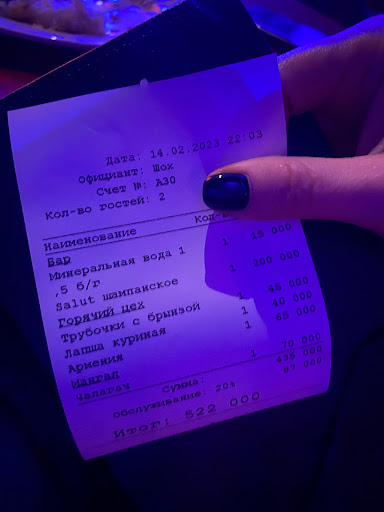 Дата: 14.02.2023 22:03
Официант: Шох
Счет №: А30
Кол-во гостей: 2
Наименование Кол-в
Бар
Минеральная вода 1 1 15 000
,5 б/г
Salut шампанское 1 200 000
Горячий цех
Трубочки с брынзой 1 45 000
Лапша куриная 1 40 000
Армения 1 65 000
Мангал
Чалагач 1 70 000
Сумма: 435 000
Обслуживание: 20% 87 000
Итог: 522 000